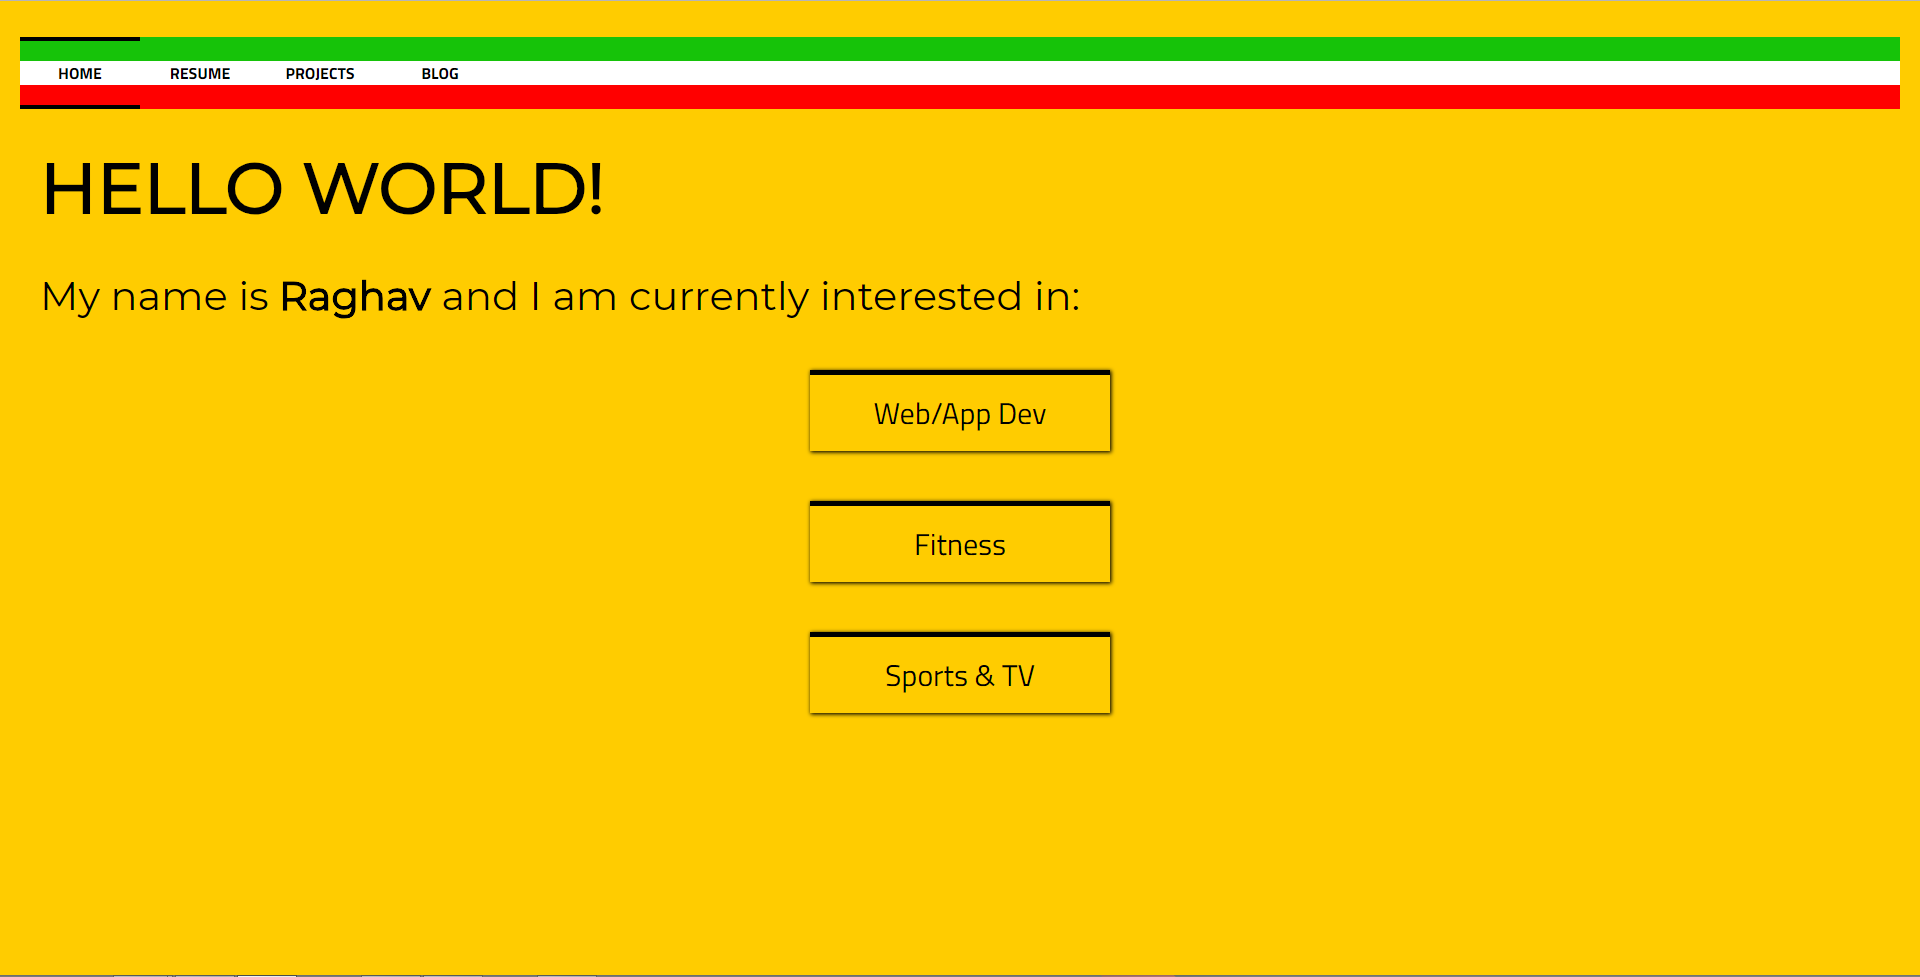 HOME RESUME PROJECTS BLOG
HELLO WORLD!
My name is Raghav and I am currently interested in:
Web/App Dev
Fitness
Sports & TV